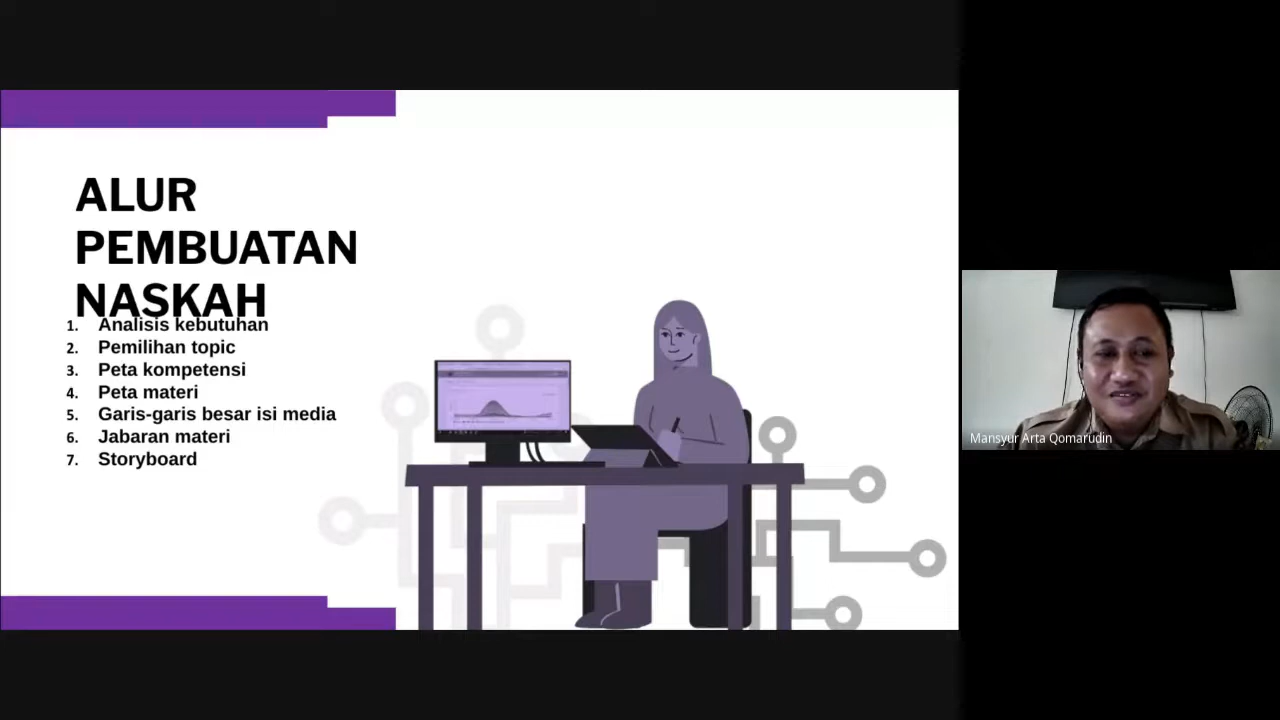 ALUR
PEMBUATAN
NASKAH
1. Analisis kebutuhan
2. Pemilihan topic
3. Peta kompetensi
4. Peta materi
5. Garis-garis besar isi media
6. Jabaran materi
7. Storyboard
Mansyur Arta Qomarudin